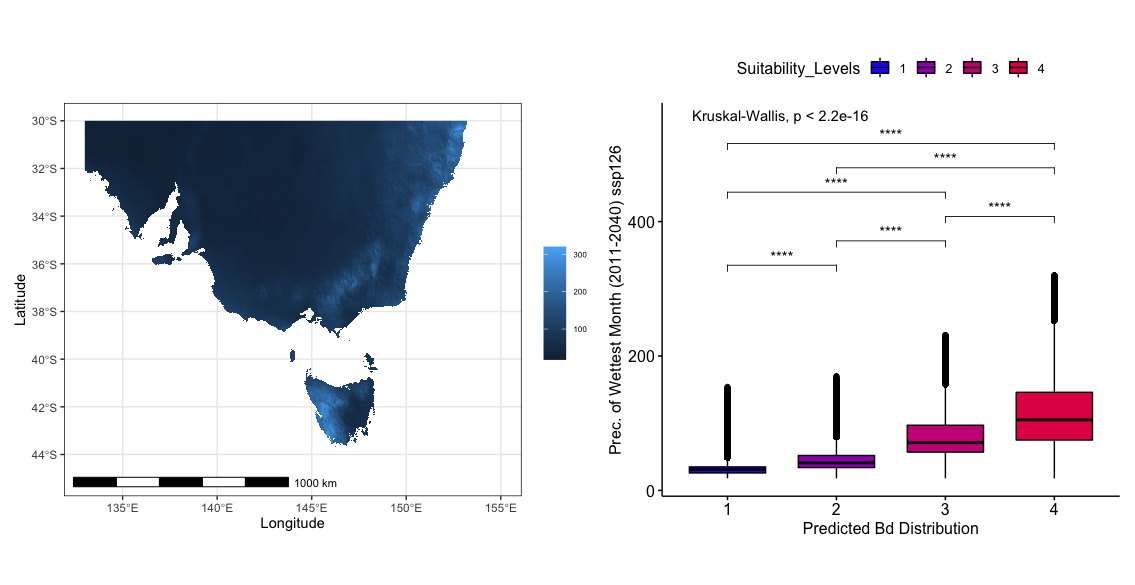 30°S
32°S
34°S
36°S
38°S
40°S
42°S
44°S
Latitude
1000 km
135°E 140°E 145°E 150°E 155°E
Longitude
300
200
100
Suitability_Levels 1 2 3 4
Kruskal-Wallis, p < 2.2e-16
****
****
****
****
****
****
Prec. of Wettest Month (2011-2040) ssp126
400
200
0
1 2 3 4
Predicted Bd Distribution